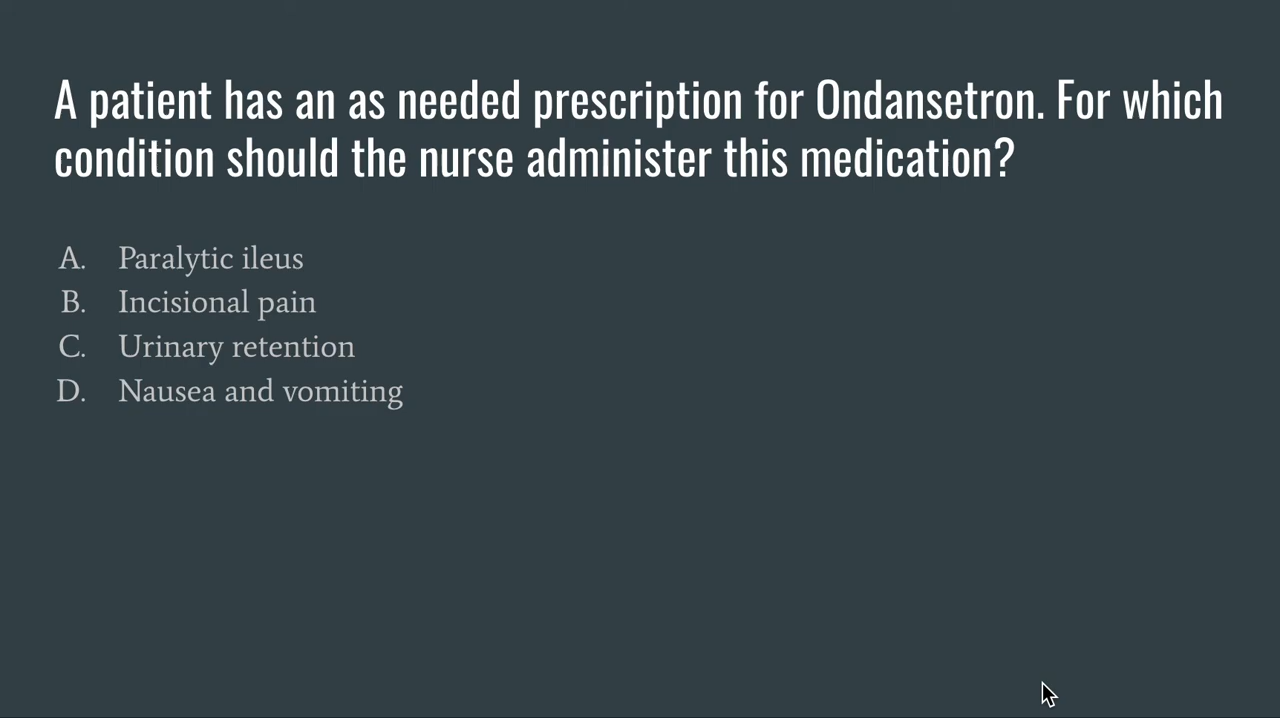 A patient has an as needed prescription for Ondansetron. For which
condition should the nurse administer this medication?
A. Paralytic ileus
B. Incisional pain
C. Urinary retention
D. Nausea and vomiting